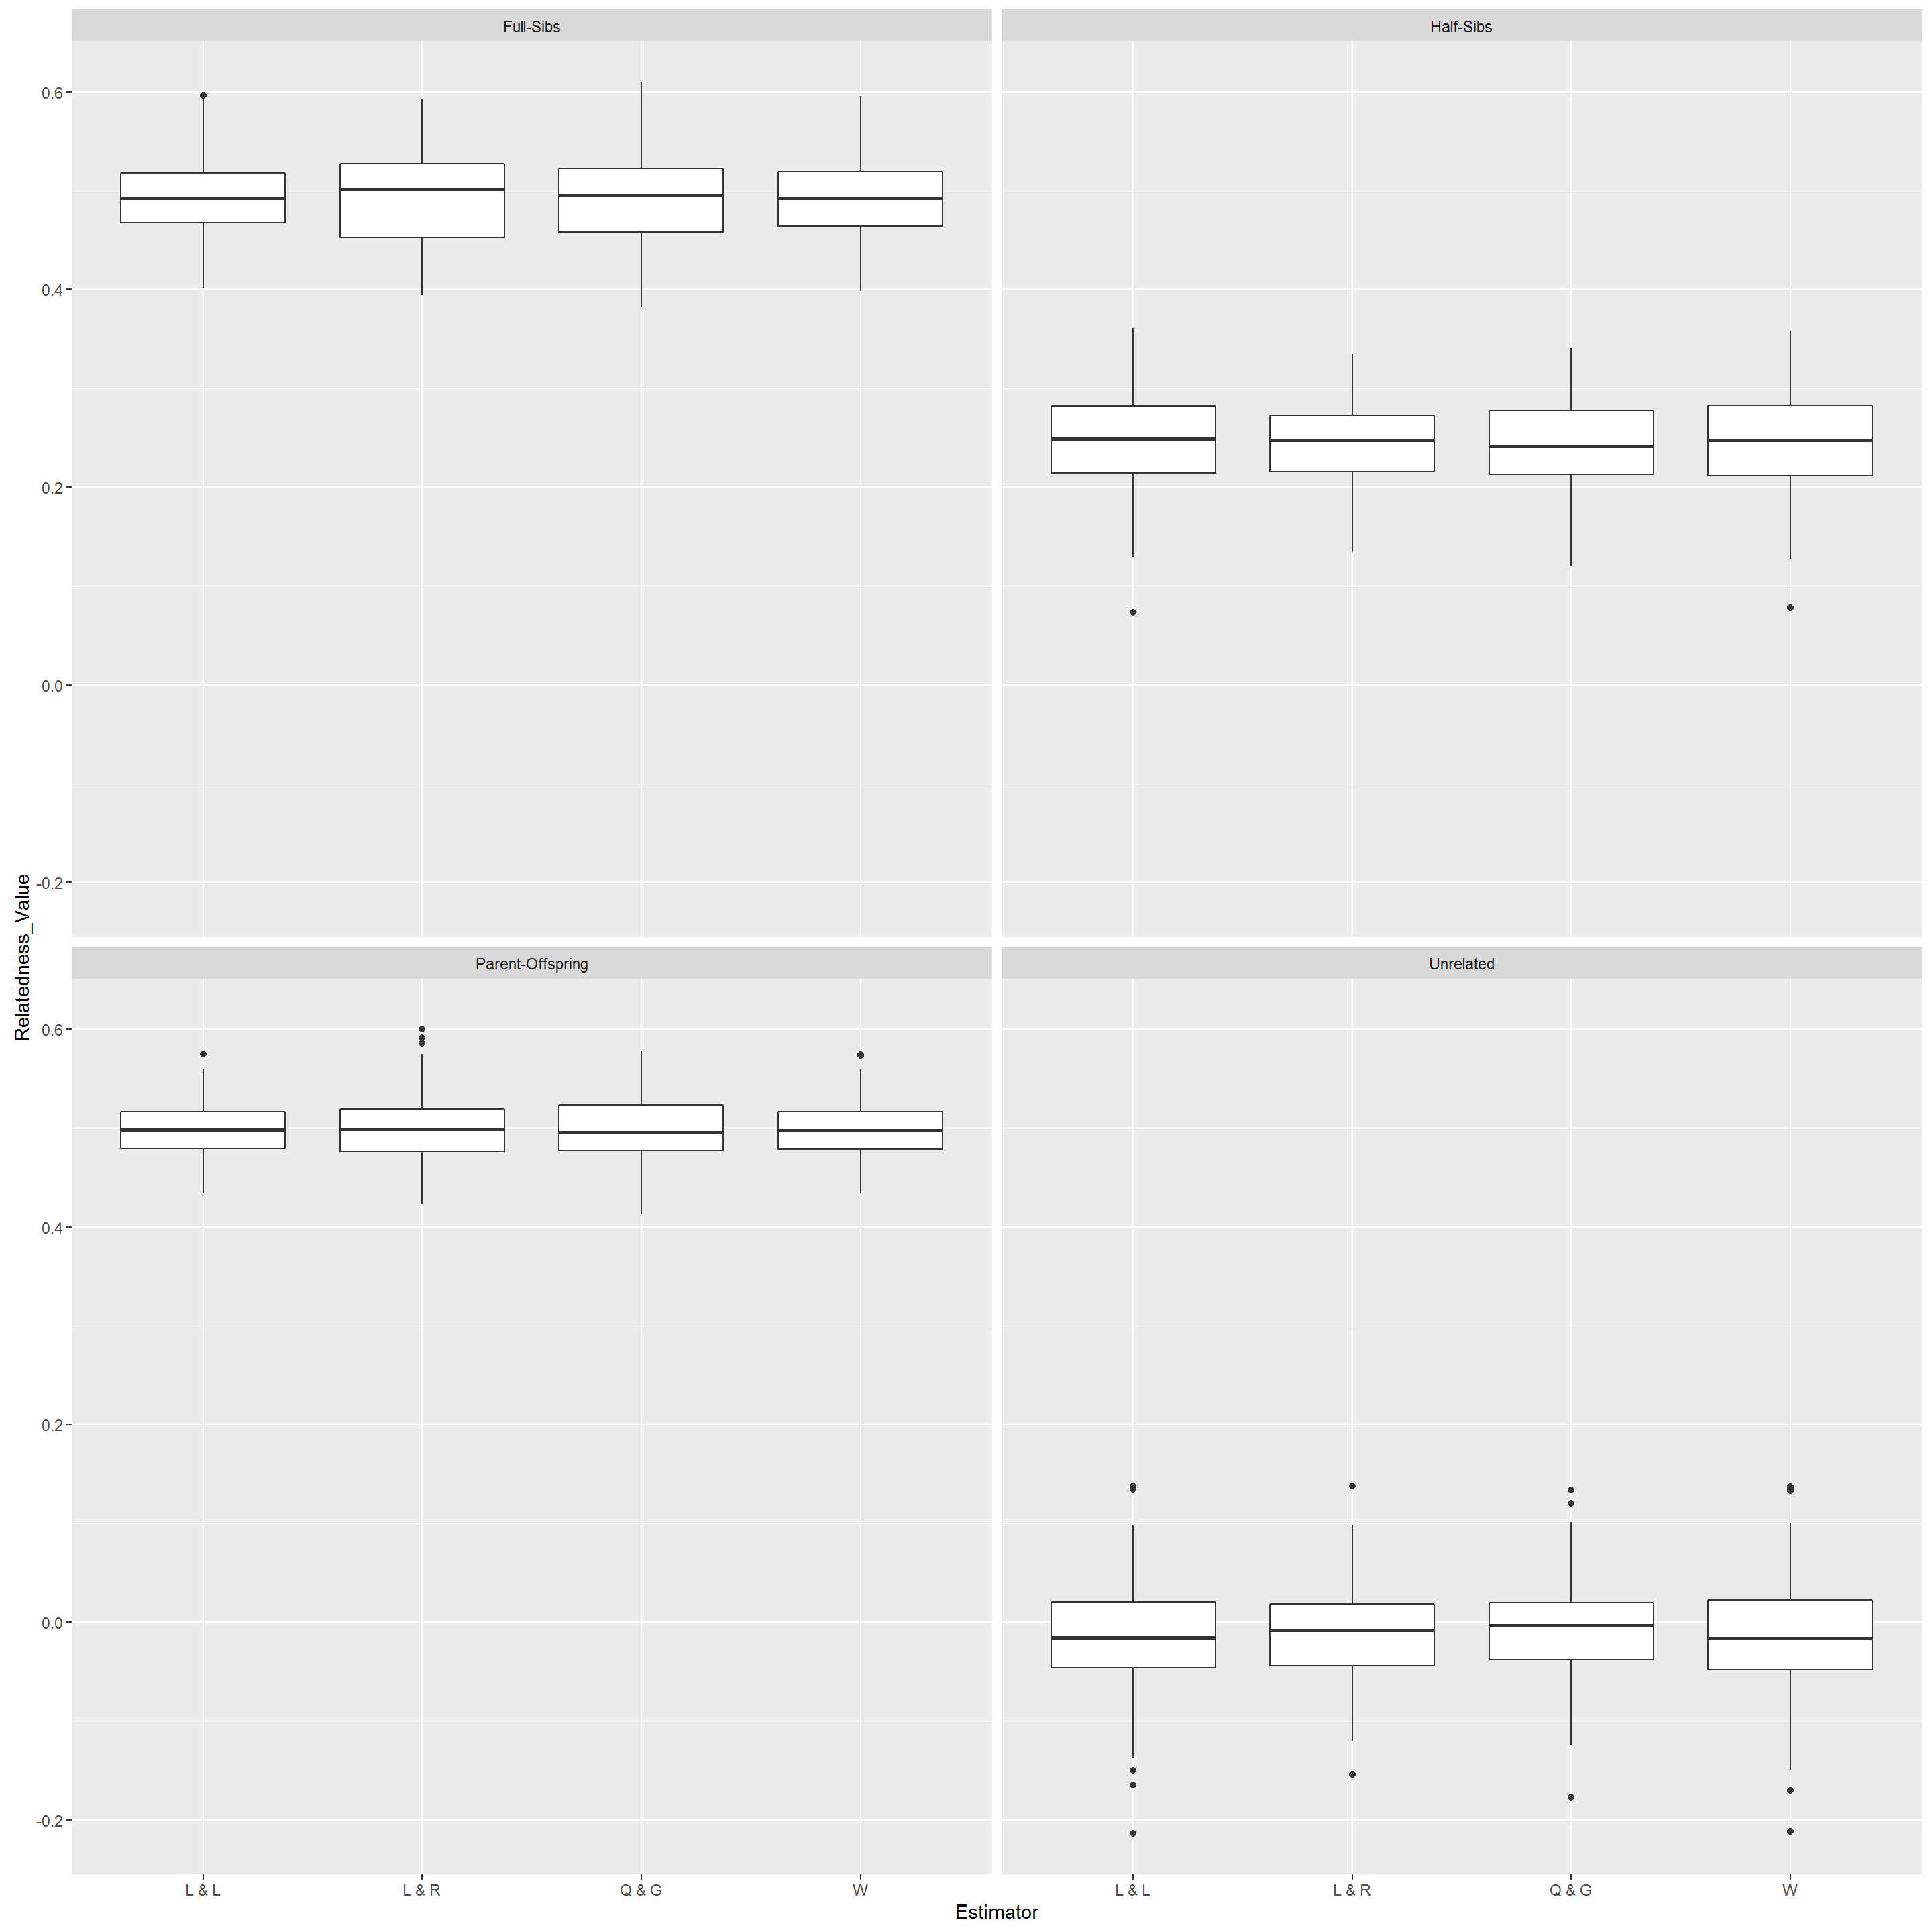 Full-Sibs
Half-Sibs
0.6
0.4
0.2
0.0
-0.2
Relatedness_Value
Parent-Offspring
Unrelated
0.6
0.4
0.2
0.0
-0.2
L & L
L & R
Q & G
W
L & L
L & R
Q & G
W
Estimator